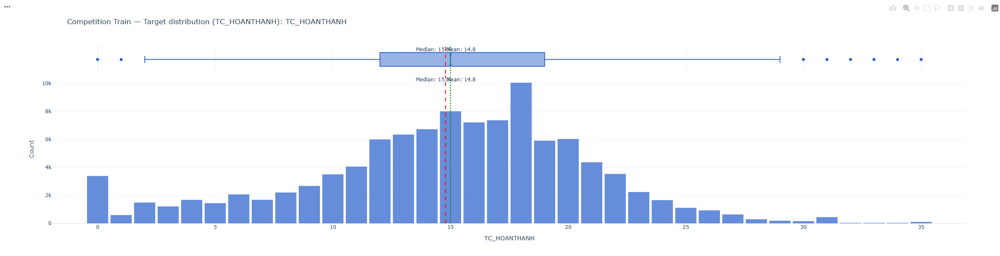 Competition Train — Target distribution (TC_HOANTHANH): TC_HOANTHANH
Median: 15.0
Mean: 14.8
Median: 15.0
Mean: 14.8
10k
8k
6k
4k
2k
0
Count
0 5 10 15 20 25 30 35
TC_HOANTHANH